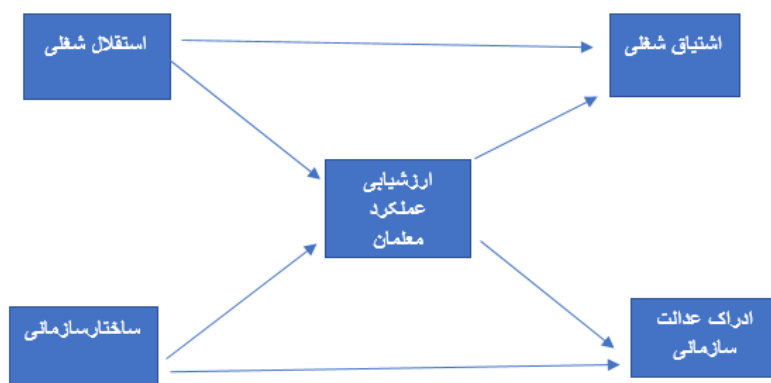 استقلال شغلی
اشتیاق شغلی
ارزشیابی
عملکرد
معلمان
ساختارسازمانی
ادراک عدالت
سازمانی